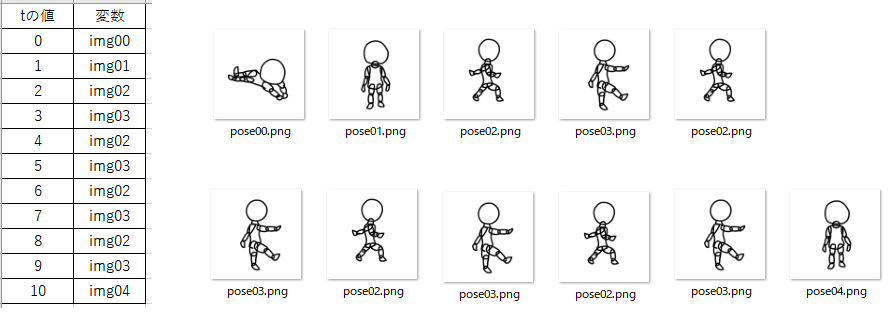 tの値 変数
0 img00
1 img01
2 img02
3 img03
4 img02
5 img03
6 img02
7 img03
8 img02
9 img03
10 img04
pose00.png pose01.png pose02.png pose03.png pose02.png
pose03.png pose02.png pose03.png pose02.png pose03.png pose04.png